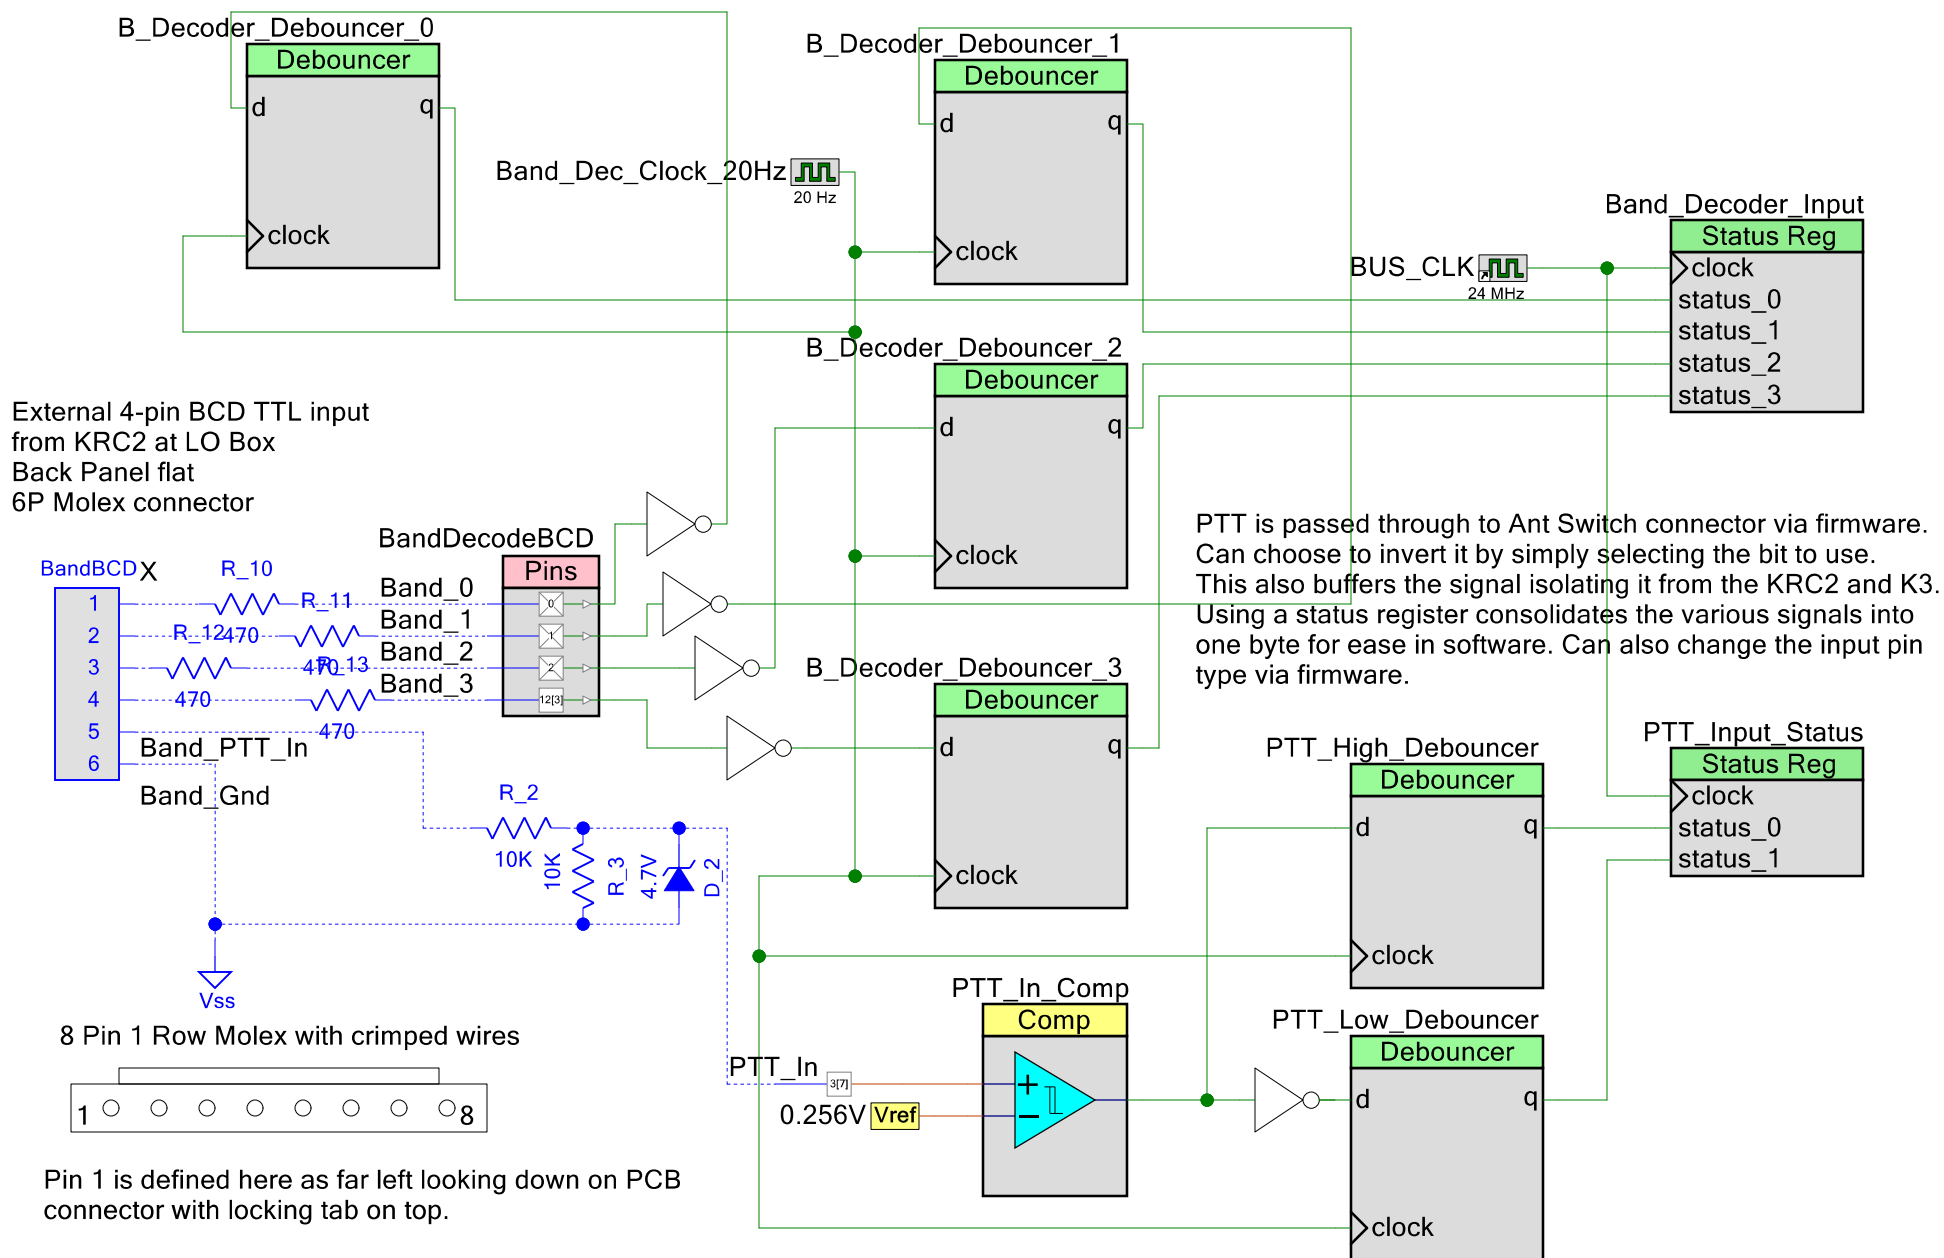 B_Decoder_Debouncer_0
Debouncer
d
q
clock
B_Decoder_Debouncer_1
Debouncer
d
q
clock
Band_Dec_Clock_20Hz
20 Hz
Band_Decoder_Input
Status Reg
clock
status_0
status_1
status_2
status_3
BUS_CLK
24 MHz
B_Decoder_Debouncer_2
Debouncer
d
q
clock
External 4-pin BCD TTL input
from KRC2 at LO Box
Back Panel flat
6P Molex connector
BandDecodeBCD
Pins
0
1
2
12[3]
BandBCD
X
1
2
3
4
5
6
R_10
470
R_11
470
R_12
470
R_13
470
Band_0
Band_1
Band_2
Band_3
Band_PTT_In
Band_Gnd
PTT is passed through to Ant Switch connector via firmware.
Can choose to invert it by simply selecting the bit to use.
This also buffers the signal isolating it from the KRC2 and K3.
Using a status register consolidates the various signals into
one byte for ease in software. Can also change the input pin
type via firmware.
B_Decoder_Debouncer_3
Debouncer
d
q
clock
PTT_High_Debouncer
Debouncer
d
q
clock
PTT_Input_Status
Status Reg
clock
status_0
status_1
R_2
10K
10K
R_3
4.7V
D_2
Vss
PTT_In_Comp
Comp
+
−
PTT_In
3[7]
0.256V
Vref
PTT_Low_Debouncer
Debouncer
d
q
clock
8 Pin 1 Row Molex with crimped wires
1
8
Pin 1 is defined here as far left looking down on PCB
connector with locking tab on top.